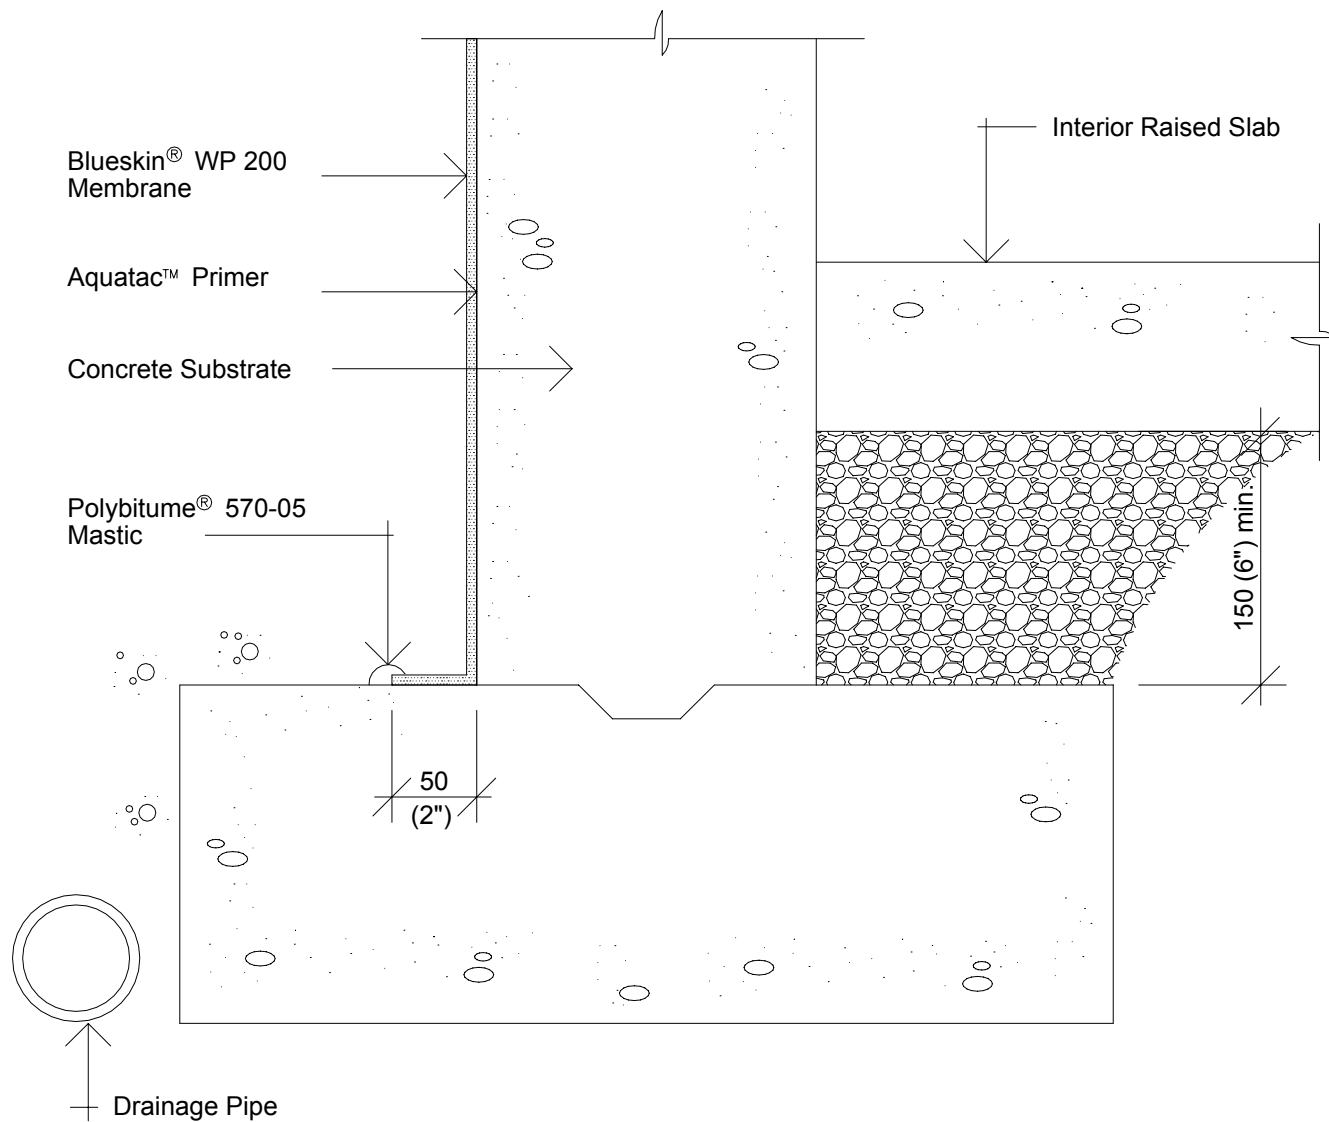 Interior Raised Slab
Blueskin® WP 200
Membrane
Aquatac™ Primer
Concrete Substrate
Polybitume® 570-05
Mastic
150 (6") min.
50
(2")
Drainage Pipe